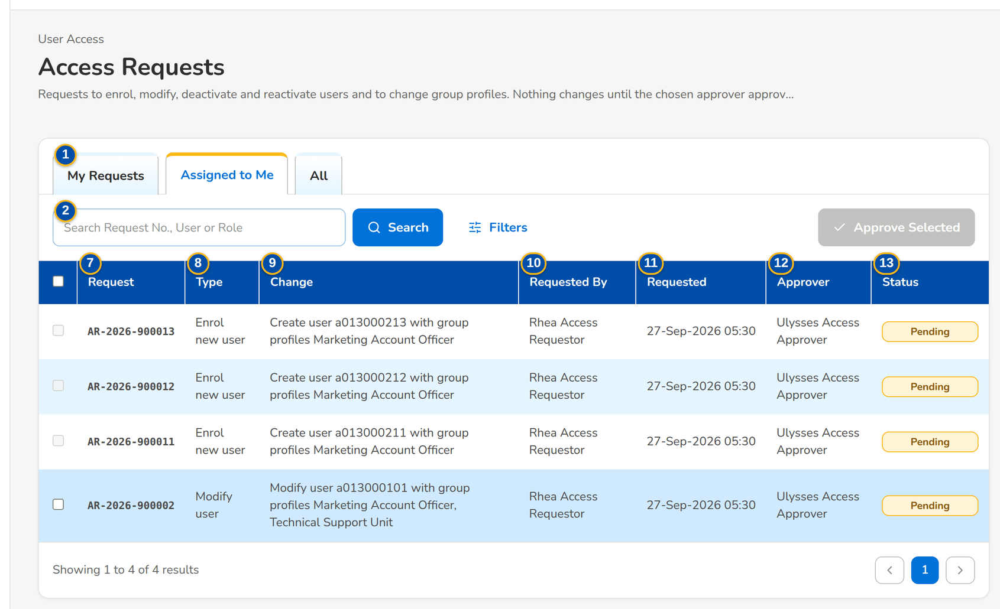 User Access
Access Requests
Requests to enrol, modify, deactivate and reactivate users and to change group profiles. Nothing changes until the chosen approver approv...
1
My Requests
Assigned to Me
All
2
Search Request No., User or Role
Search
Filters
Approve Selected
7
8
9
10
11
12
13
Request
Type
Change
Requested By
Requested
Approver
Status
AR-2026-900013
Enrol
new user
Create user a013000213 with group
profiles Marketing Account Officer
Rhea Access
Requestor
27-Sep-2026 05:30
Ulysses Access
Approver
Pending
AR-2026-900012
Enrol
new user
Create user a013000212 with group
profiles Marketing Account Officer
Rhea Access
Requestor
27-Sep-2026 05:30
Ulysses Access
Approver
Pending
AR-2026-900011
Enrol
new user
Create user a013000211 with group
profiles Marketing Account Officer
Rhea Access
Requestor
27-Sep-2026 05:30
Ulysses Access
Approver
Pending
AR-2026-900002
Modify
user
Modify user a013000101 with group
profiles Marketing Account Officer,
Technical Support Unit
Rhea Access
Requestor
27-Sep-2026 05:30
Ulysses Access
Approver
Pending
Showing 1 to 4 of 4 results
1